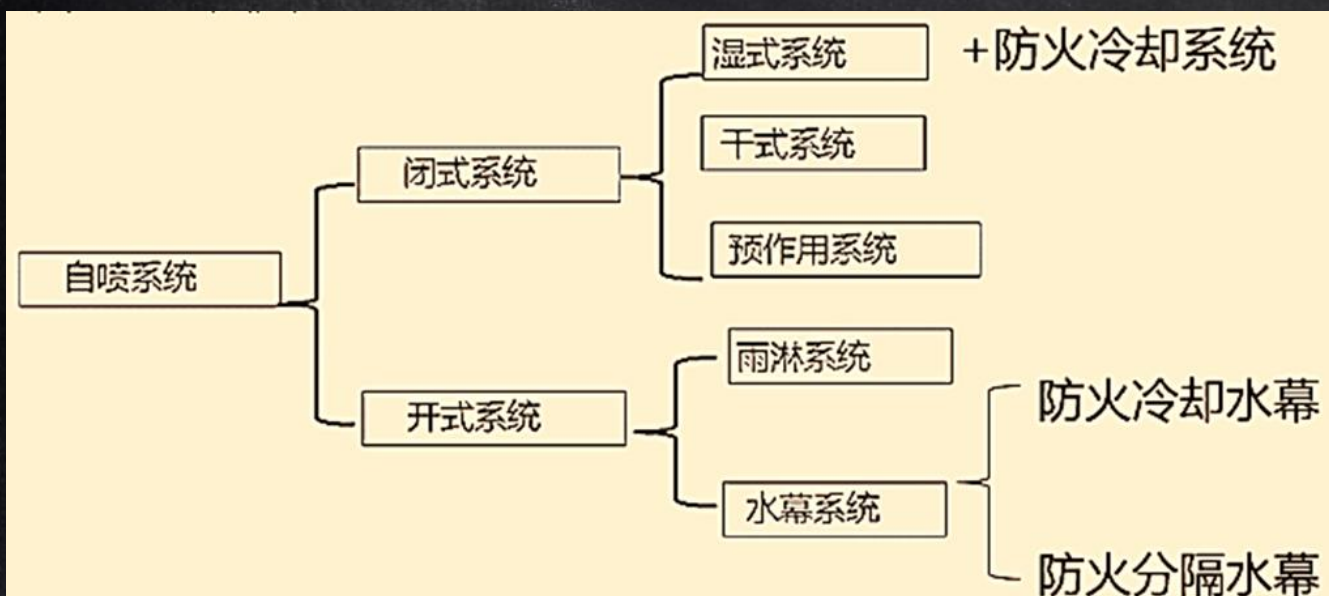 湿式系统
+防火冷却系统
干式系统
闭式系统
预作用系统
自喷系统
雨淋系统
防火冷却水幕
开式系统
水幕系统
防火分隔水幕